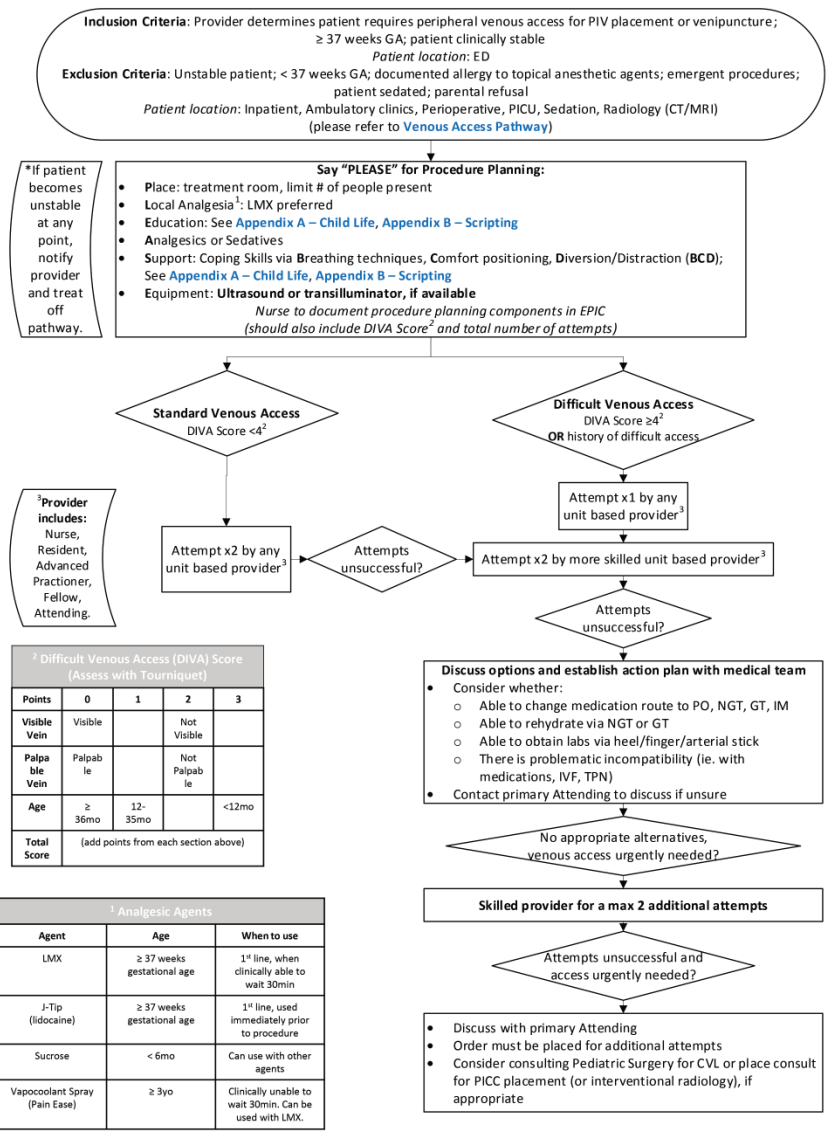 Inclusion Criteria: Provider determines patient requires peripheral venous access for PIV placement or venipuncture;
≥ 37 weeks GA; patient clinically stable
Patient location: ED
Exclusion Criteria: Unstable patient; < 37 weeks GA; documented allergy to topical anesthetic agents; emergent procedures;
patient sedated; parental refusal
Patient location: Inpatient, Ambulatory clinics, Perioperative, PICU, Sedation, Radiology (CT/MRI)
(please refer to Venous Access Pathway)
*If patient
becomes
unstable
at any
point,
notify
provider
and treat
off
pathway.
Say “PLEASE” for Procedure Planning:
• Place: treatment room, limit # of people present
• Local Analgesia¹: LMX preferred
• Education: See Appendix A – Child Life, Appendix B – Scripting
• Analgesics or Sedatives
• Support: Coping Skills via Breathing techniques, Comfort positioning, Diversion/Distraction (BCD);
See Appendix A – Child Life, Appendix B – Scripting
• Equipment: Ultrasound or transilluminator, if available
Nurse to document procedure planning components in EPIC
(should also include DIVA Score² and total number of attempts)
Standard Venous Access
DIVA Score <4²
Difficult Venous Access
DIVA Score ≥4²
OR history of difficult access
³Provider
includes:
Nurse,
Resident,
Advanced
Practioner,
Fellow,
Attending.
Attempt x1 by any
unit based provider³
Attempt x2 by any
unit based provider³
Attempts
unsuccessful?
Attempt x2 by more skilled unit based provider³
Attempts
unsuccessful?
² Difficult Venous Access (DIVA) Score
(Assess with Tourniquet)
Points 0 1 2 3
Visible
Vein
Visible
Not
Visible
Palpa
ble
Vein
Palpab
le
Not
Palpab
le
Age
≥
36mo
12-
35mo
<12mo
Total
Score
(add points from each section above)
Discuss options and establish action plan with medical team
• Consider whether:
o Able to change medication route to PO, NGT, GT, IM
o Able to rehydrate via NGT or GT
o Able to obtain labs via heel/finger/arterial stick
o There is problematic incompatibility (ie. with
medications, IVF, TPN)
• Contact primary Attending to discuss if unsure
No appropriate alternatives,
venous access urgently needed?
Skilled provider for a max 2 additional attempts
Attempts unsuccessful and
access urgently needed?
¹ Analgesic Agents
Agent Age When to use
LMX
≥ 37 weeks
gestational age
1st line, when
clinically able to
wait 30min
J-Tip
(lidocaine)
≥ 37 weeks
gestational age
1st line, used
immediately prior
to procedure
Sucrose
< 6mo
Can use with other
agents
Vapocoolant Spray
(Pain Ease)
≥ 3yo
Clinically unable to
wait 30min. Can be
used with LMX.
• Discuss with primary Attending
• Order must be placed for additional attempts
• Consider consulting Pediatric Surgery for CVL or place consult
for PICC placement (or interventional radiology), if
appropriate